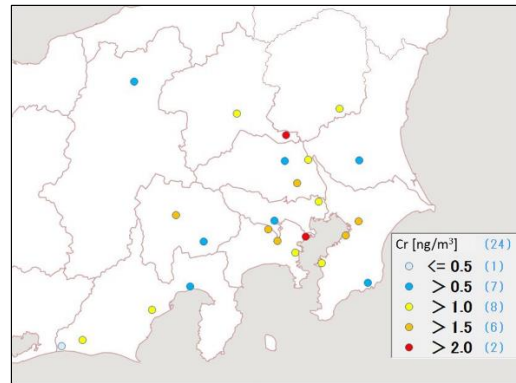 Cr [ng/m³] (24)
<= 0.5 (1)
> 0.5 (7)
> 1.0 (8)
> 1.5 (6)
> 2.0 (2)